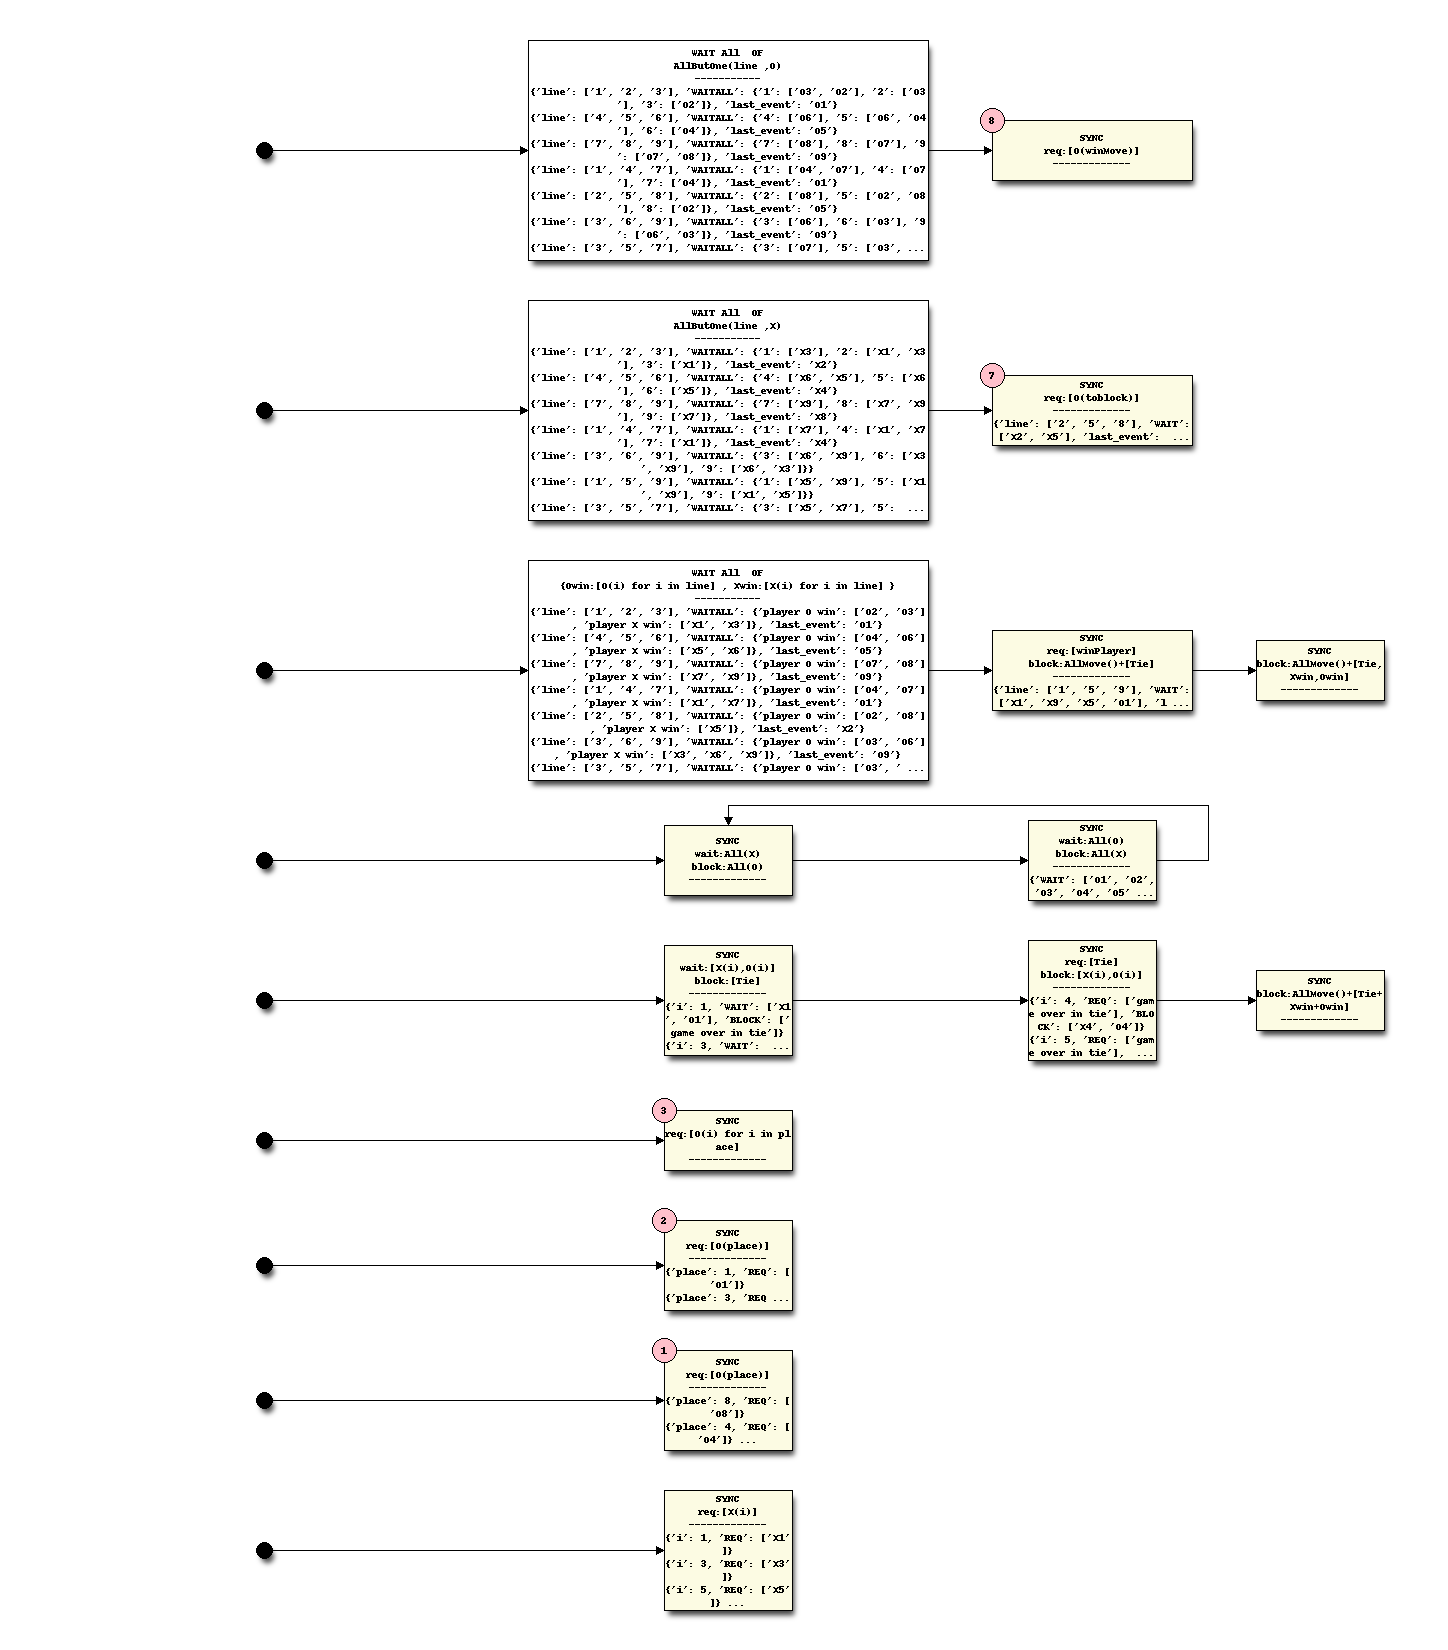 WAIT All  OF
AllButOne(line ,O)
-----------
{'line': ['1', '2', '3'], 'WAITALL': {'1': ['O3', 'O2'], '2': ['O3
'], '3': ['O2']}, 'last_event': 'O1'}
{'line': ['4', '5', '6'], 'WAITALL': {'4': ['O6'], '5': ['O6', 'O4
'], '6': ['O4']}, 'last_event': 'O5'}
{'line': ['7', '8', '9'], 'WAITALL': {'7': ['O8'], '8': ['O7'], '9
': ['O7', 'O8']}, 'last_event': 'O9'}
{'line': ['1', '4', '7'], 'WAITALL': {'1': ['O4', 'O7'], '4': ['O7
'], '7': ['O4']}, 'last_event': 'O1'}
{'line': ['2', '5', '8'], 'WAITALL': {'2': ['O8'], '5': ['O2', 'O8
'], '8': ['O2']}, 'last_event': 'O5'}
{'line': ['3', '6', '9'], 'WAITALL': {'3': ['O6'], '6': ['O3'], '9
': ['O6', 'O3']}, 'last_event': 'O9'}
{'line': ['3', '5', '7'], 'WAITALL': {'3': ['O7'], '5': ['O3', ...
8
SYNC
req:[O(winMove)]
-------------
WAIT All  OF
AllButOne(line ,X)
-----------
{'line': ['1', '2', '3'], 'WAITALL': {'1': ['X3'], '2': ['X1', 'X3
'], '3': ['X1']}, 'last_event': 'X2'}
{'line': ['4', '5', '6'], 'WAITALL': {'4': ['X6', 'X5'], '5': ['X6
'], '6': ['X5']}, 'last_event': 'X4'}
{'line': ['7', '8', '9'], 'WAITALL': {'7': ['X9'], '8': ['X7', 'X9
'], '9': ['X7']}, 'last_event': 'X8'}
{'line': ['1', '4', '7'], 'WAITALL': {'1': ['X7'], '4': ['X1', 'X7
'], '7': ['X1']}, 'last_event': 'X4'}
{'line': ['3', '6', '9'], 'WAITALL': {'3': ['X6', 'X9'], '6': ['X3
', 'X9'], '9': ['X6', 'X3']}}
{'line': ['1', '5', '9'], 'WAITALL': {'1': ['X5', 'X9'], '5': ['X1
', 'X9'], '9': ['X1', 'X5']}}
{'line': ['3', '5', '7'], 'WAITALL': {'3': ['X5', 'X7'], '5':  ...
7
SYNC
req:[O(toblock)]
-------------
{'line': ['2', '5', '8'], 'WAIT':
['X2', 'X5'], 'last_event':  ...
WAIT All  OF
{Owin:[O(i) for i in line] , Xwin:[X(i) for i in line] }
-----------
{'line': ['1', '2', '3'], 'WAITALL': {'player O win': ['O2', 'O3']
, 'player X win': ['X1', 'X3']}, 'last_event': 'O1'}
{'line': ['4', '5', '6'], 'WAITALL': {'player O win': ['O4', 'O6']
, 'player X win': ['X5', 'X6']}, 'last_event': 'O5'}
{'line': ['7', '8', '9'], 'WAITALL': {'player O win': ['O7', 'O8']
, 'player X win': ['X7', 'X9']}, 'last_event': 'O9'}
{'line': ['1', '4', '7'], 'WAITALL': {'player O win': ['O4', 'O7']
, 'player X win': ['X1', 'X7']}, 'last_event': 'O1'}
{'line': ['2', '5', '8'], 'WAITALL': {'player O win': ['O2', 'O8']
, 'player X win': ['X5']}, 'last_event': 'X2'}
{'line': ['3', '6', '9'], 'WAITALL': {'player O win': ['O3', 'O6']
, 'player X win': ['X3', 'X6', 'X9']}, 'last_event': 'O9'}
{'line': ['3', '5', '7'], 'WAITALL': {'player O win': ['O3', ' ...
SYNC
req:[winPlayer]
block:AllMove()+[Tie]
-------------
{'line': ['1', '5', '9'], 'WAIT':
['X1', 'X9', 'X5', 'O1'], 'l ...
SYNC
block:AllMove()+[Tie,
Xwin,Owin]
-------------
SYNC
wait:All(X)
block:All(O)
-------------
SYNC
wait:All(O)
block:All(X)
-------------
{'WAIT': ['O1', 'O2',
'O3', 'O4', 'O5' ...
SYNC
wait:[X(i),O(i)]
block:[Tie]
-------------
{'i': 1, 'WAIT': ['X1
', 'O1'], 'BLOCK': ['
game over in tie']}
{'i': 3, 'WAIT':  ...
SYNC
req:[Tie]
block:[X(i),O(i)]
-------------
{'i': 4, 'REQ': ['gam
e over in tie'], 'BLO
CK': ['X4', 'O4']}
{'i': 5, 'REQ': ['gam
e over in tie'],  ...
SYNC
block:AllMove()+[Tie+
Xwin+Owin]
-------------
3
SYNC
req:[O(i) for i in pl
ace]
-------------
2
SYNC
req:[O(place)]
-------------
{'place': 1, 'REQ': [
'O1']}
{'place': 3, 'REQ ...
1
SYNC
req:[O(place)]
-------------
{'place': 8, 'REQ': [
'O8']}
{'place': 4, 'REQ': [
'O4']} ...
SYNC
req:[X(i)]
-------------
{'i': 1, 'REQ': ['X1'
]}
{'i': 3, 'REQ': ['X3'
]}
{'i': 5, 'REQ': ['X5'
]} ...